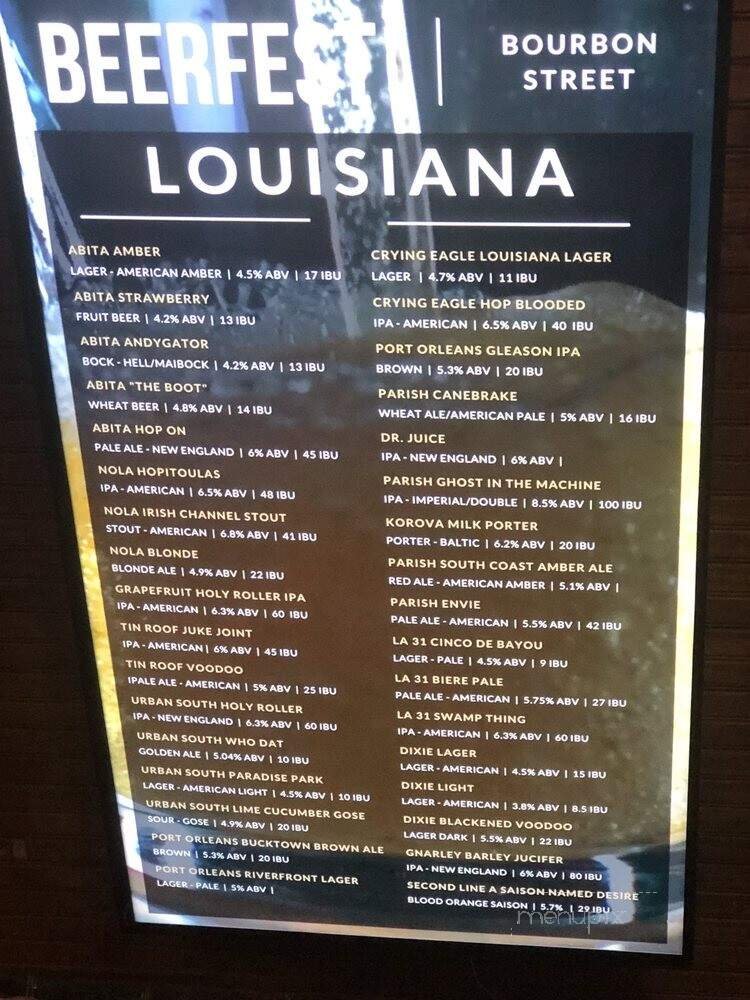 BEERFEST
BOURBON
STREET
LOUISIANA
ABITA AMBER
LAGER - AMERICAN AMBER | 4.5% ABV | 17 IBU
ABITA STRAWBERRY
FRUIT BEER | 4.2% ABV | 13 IBU
ABITA ANDYGATOR
BOCK - HELL/MAIBOCK | 4.2% ABV | 13 IBU
ABITA "THE BOOT"
WHEAT BEER | 4.8% ABV | 14 IBU
ABITA HOP ON
PALE ALE - NEW ENGLAND | 6% ABV | 45 IBU
NOLA HOPITOULAS
IPA - AMERICAN | 6.5% ABV | 48 IBU
NOLA IRISH CHANNEL STOUT
STOUT - AMERICAN | 6.8% ABV | 41 IBU
NOLA BLONDE
BLONDE ALE | 4.9% ABV | 22 IBU
GRAPEFRUIT HOLY ROLLER IPA
IPA - AMERICAN | 6.3% ABV | 60 IBU
TIN ROOF JUKE JOINT
IPA - AMERICAN | 6% ABV | 45 IBU
TIN ROOF VOODOO
IPALE ALE - AMERICAN | 5% ABV | 25 IBU
URBAN SOUTH HOLY ROLLER
IPA - NEW ENGLAND | 6.3% ABV | 60 IBU
URBAN SOUTH WHO DAT
GOLDEN ALE | 5.04% ABV | 10 IBU
URBAN SOUTH PARADISE PARK
LAGER - AMERICAN LIGHT | 4.5% ABV | 10 IBU
URBAN SOUTH LIME CUCUMBER GOSE
SOUR - GOSE | 4.9% ABV | 20 IBU
PORT ORLEANS BUCKTOWN BROWN ALE
BROWN | 5.3% ABV | 20 IBU
PORT ORLEANS RIVERFRONT LAGER
LAGER - PALE | 5% ABV |
CRYING EAGLE LOUISIANA LAGER
LAGER | 4.7% ABV | 11 IBU
CRYING EAGLE HOP BLOODED
IPA - AMERICAN | 6.5% ABV | 40 IBU
PORT ORLEANS GLEASON IPA
BROWN | 5.3% ABV | 20 IBU
PARISH CANEBRAKE
WHEAT ALE/AMERICAN PALE | 5% ABV | 16 IBU
DR. JUICE
IPA - NEW ENGLAND | 6% ABV |
PARISH GHOST IN THE MACHINE
IPA - IMPERIAL/DOUBLE | 8.5% ABV | 100 IBU
KOROVA MILK PORTER
PORTER - BALTIC | 6.2% ABV | 20 IBU
PARISH SOUTH COAST AMBER ALE
RED ALE - AMERICAN AMBER | 5.1% ABV |
PARISH ENVIE
PALE ALE - AMERICAN | 5.5% ABV | 42 IBU
LA 31 CINCO DE BAYOU
LAGER - PALE | 4.5% ABV | 9 IBU
LA 31 BIERE PALE
PALE ALE - AMERICAN | 5.75% ABV | 27 IBU
LA 31 SWAMP THING
IPA - AMERICAN | 6.3% ABV | 60 IBU
DIXIE LAGER
LAGER - AMERICAN | 4.5% ABV | 15 IBU
DIXIE LIGHT
LAGER - AMERICAN | 3.8% ABV | 8.5 IBU
DIXIE BLACKENED VOODOO
LAGER DARK | 5.5% ABV | 22 IBU
GNARLEY BARLEY JUCIFER
IPA - NEW ENGLAND | 6% ABV | 80 IBU
SECOND LINE A SAISON NAMED DESIRE
BLOOD ORANGE SAISON | 5.7% | 29 IBU
menupix